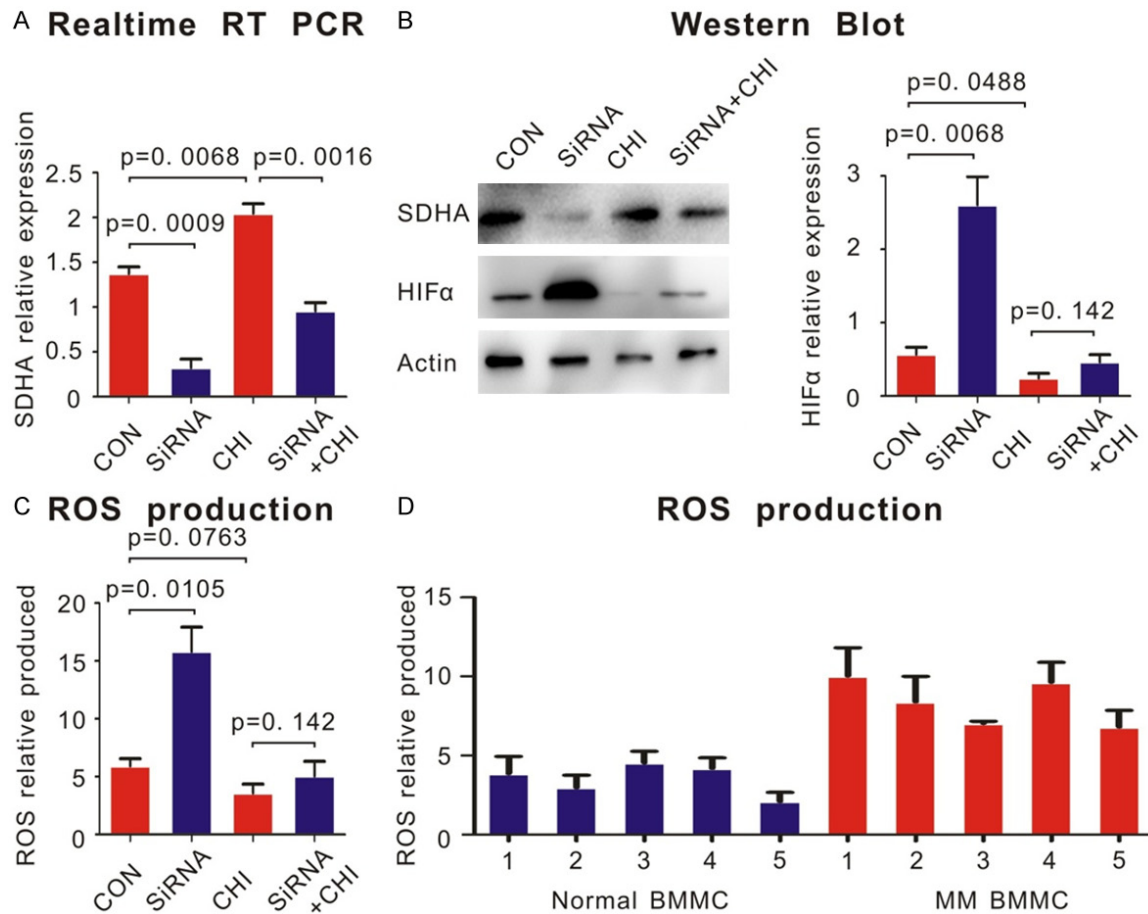 A Realtime RT PCR
SDHA relative expression
p=0. 0068
p=0. 0016
p=0. 0009
2.5
2
1.5
1
0.5
0
CON
SiRNA
CHI
SiRNA
+CHI
B Western Blot
CON
SiRNA
CHI
SiRNA+CHI
SDHA
HIFα
Actin
HIFα relative expression
p=0. 0488
p=0. 0068
p=0. 142
3
2
1
0
CON
SiRNA
CHI
SiRNA
+CHI
C ROS production
ROS relative produced
p=0. 0763
p=0. 0105
p=0. 142
20
15
10
5
0
CON
SiRNA
CHI
SiRNA
+CHI
D ROS production
ROS relative produced
15
10
5
0
1 2 3 4 5 1 2 3 4 5
Normal BMMC MM BMMC